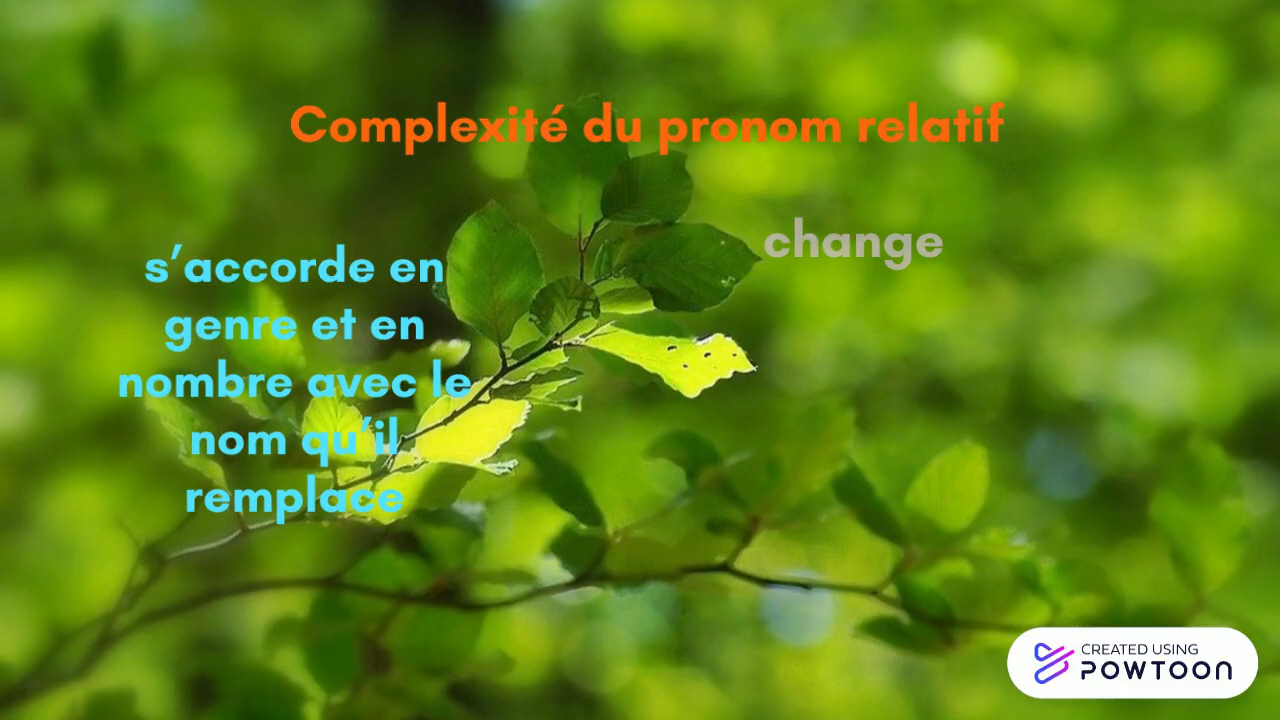 Complexité du pronom relatif
s’accorde en
genre et en
nombre avec le
nom qu’il
remplace
change
CREATED USING
POWTOON